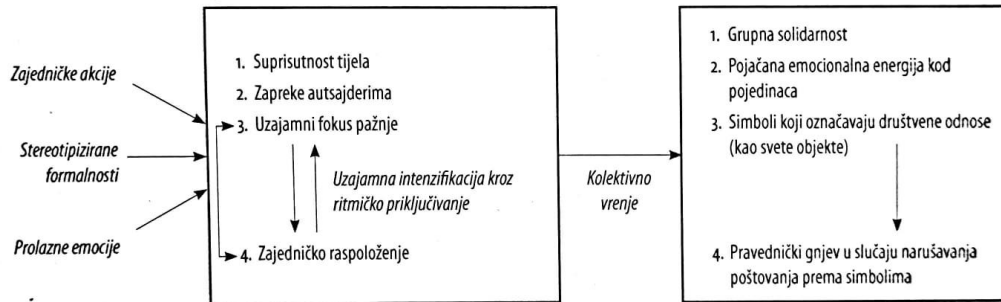 Zajedničke akcije
Stereotipizirane
formalnosti
Prolazne emocije
1. Suprisutnost tijela
2. Zapreke autsajderima
3. Uzajamni fokus pažnje
Uzajamna intenzifikacija kroz
ritmičko priključivanje
4. Zajedničko raspoloženje
Kolektivno
vrenje
1. Grupna solidarnost
2. Pojačana emocionalna energija kod
pojedinaca
3. Simboli koji označavaju društvene odnose
(kao svete objekte)
4. Pravednički gnjev u slučaju narušavanja
poštovanja prema simbolima